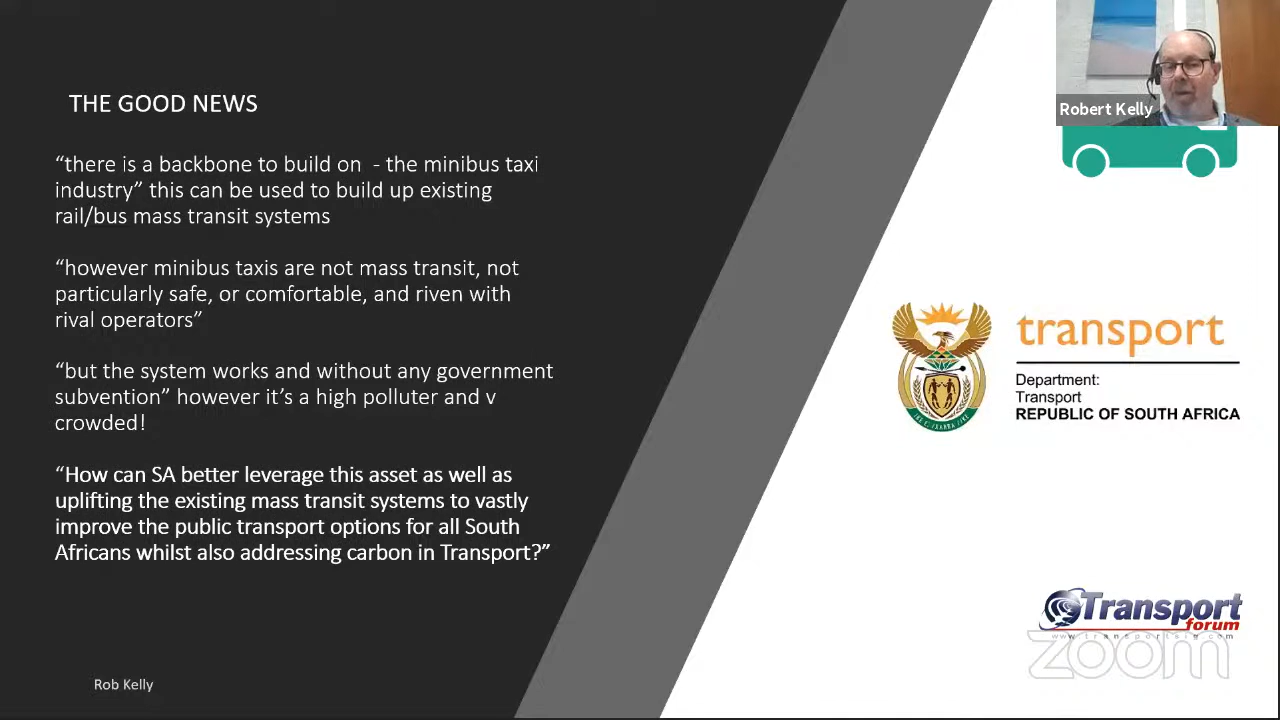 THE GOOD NEWS
“there is a backbone to build on - the minibus taxi
industry” this can be used to build up existing
rail/bus mass transit systems
“however minibus taxis are not mass transit, not
particularly safe, or comfortable, and riven with
rival operators”
“but the system works and without any government
subvention” however it’s a high polluter and v
crowded!
“How can SA better leverage this asset as well as
uplifting the existing mass transit systems to vastly
improve the public transport options for all South
Africans whilst also addressing carbon in Transport?”
Rob Kelly
Robert Kelly
transport
Department:
Transport
REPUBLIC OF SOUTH AFRICA
Transport
forum
www.transportsig.com
zoom